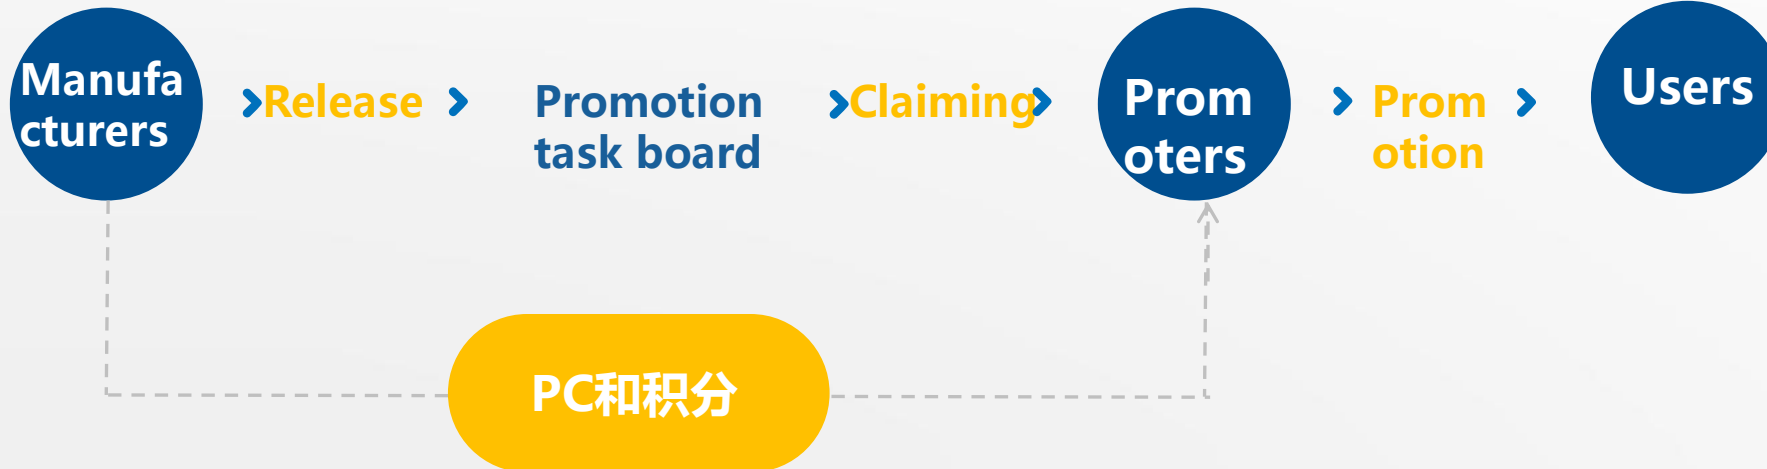 Manufa
cturers
Release
Promotion
task board
Claiming
Prom
oters
Prom
otion
Users
PC和积分